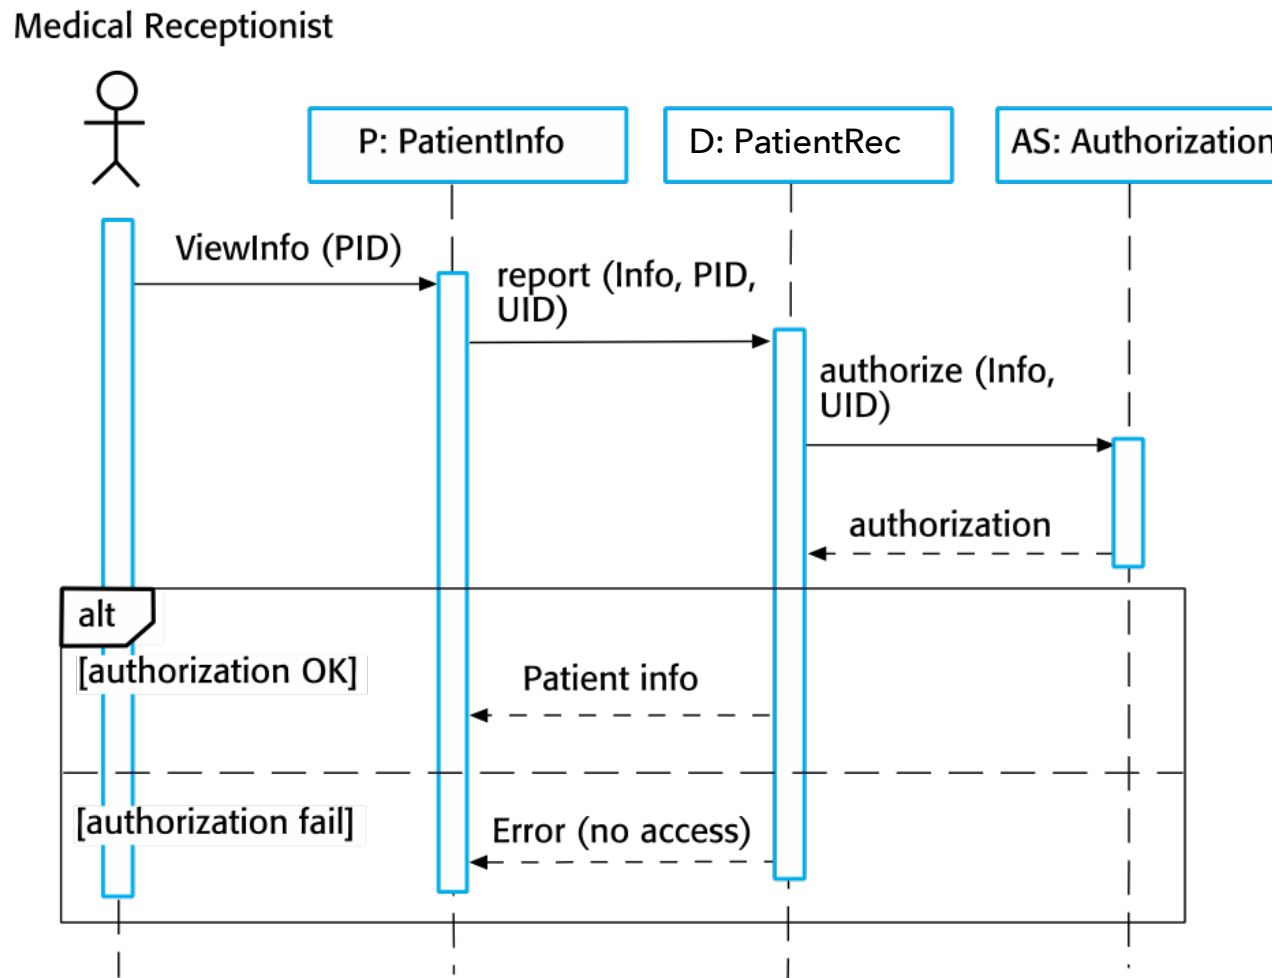 Medical Receptionist
P: PatientInfo
D: PatientRec
AS: Authorization
ViewInfo (PID)
report (Info, PID,
UID)
authorize (Info,
UID)
authorization
alt
[authorization OK]
Patient info
[authorization fail]
Error (no access)